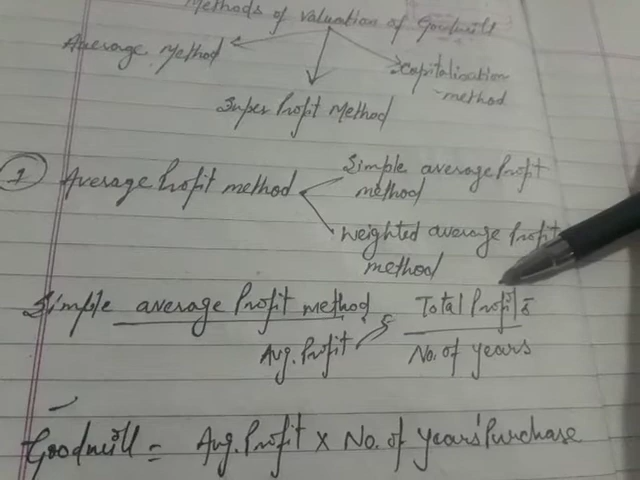 Methods of Valuation of Goodwill
Average Method
Capitalisation
method
Super Profit Method
1 Average Profit method
Simple average Profit
method
Weighted average Profit
method
Simple average Profit method
Total Profits
Avg. Profit
No. of years
Goodwill = Avg. Profit x No. of years' Purchase